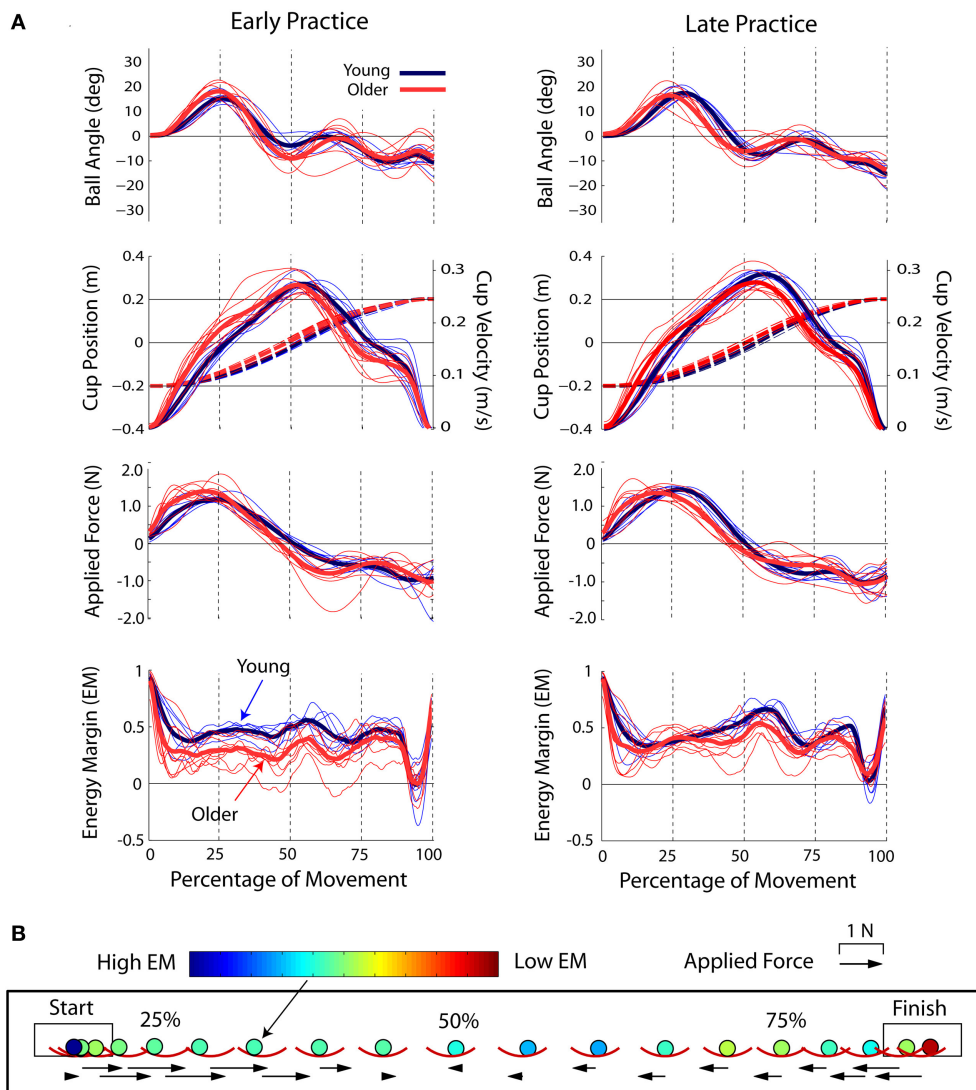 A
Early Practice
Late Practice
Ball Angle (deg)
30
20
10
0
−10
−20
−30
Young
Older
Ball Angle (deg)
30
20
10
0
−10
−20
−30
Cup Position (m)
0.4
0.2
0
−0.2
−0.4
0.3
0.2
0.1
0
Cup Velocity (m/s)
Cup Position (m)
0.4
0.2
0
−0.2
−0.4
0.3
0.2
0.1
0
Cup Velocity (m/s)
Applied Force (N)
2.0
1.0
0
-1.0
-2.0
Applied Force (N)
2.0
1.0
0
-1.0
-2.0
Energy Margin (EM)
1
0.5
0
-0.5
Young
Older
0 25 50 75 100
Percentage of Movement
Energy Margin (EM)
1
0.5
0
-0.5
0 25 50 75 100
Percentage of Movement
B
High EM
Low EM
Applied Force
1 N
Start
25%
50%
75%
Finish